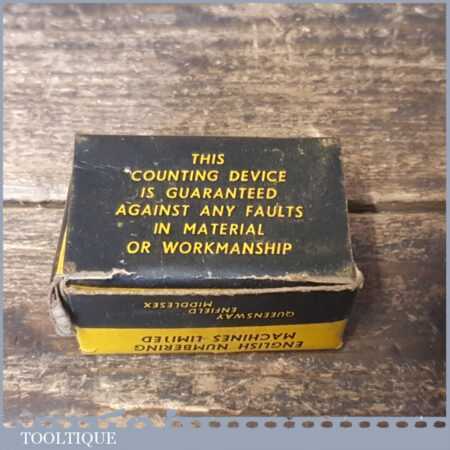 THIS
COUNTING DEVICE
IS GUARANTEED
AGAINST ANY FAULTS
IN MATERIAL
OR WORKMANSHIP
ENGLISH NUMBERING
MACHINES LIMITED
QUEENSWAY
ENFIELD
MIDDLESEX
TOOLTIQUE